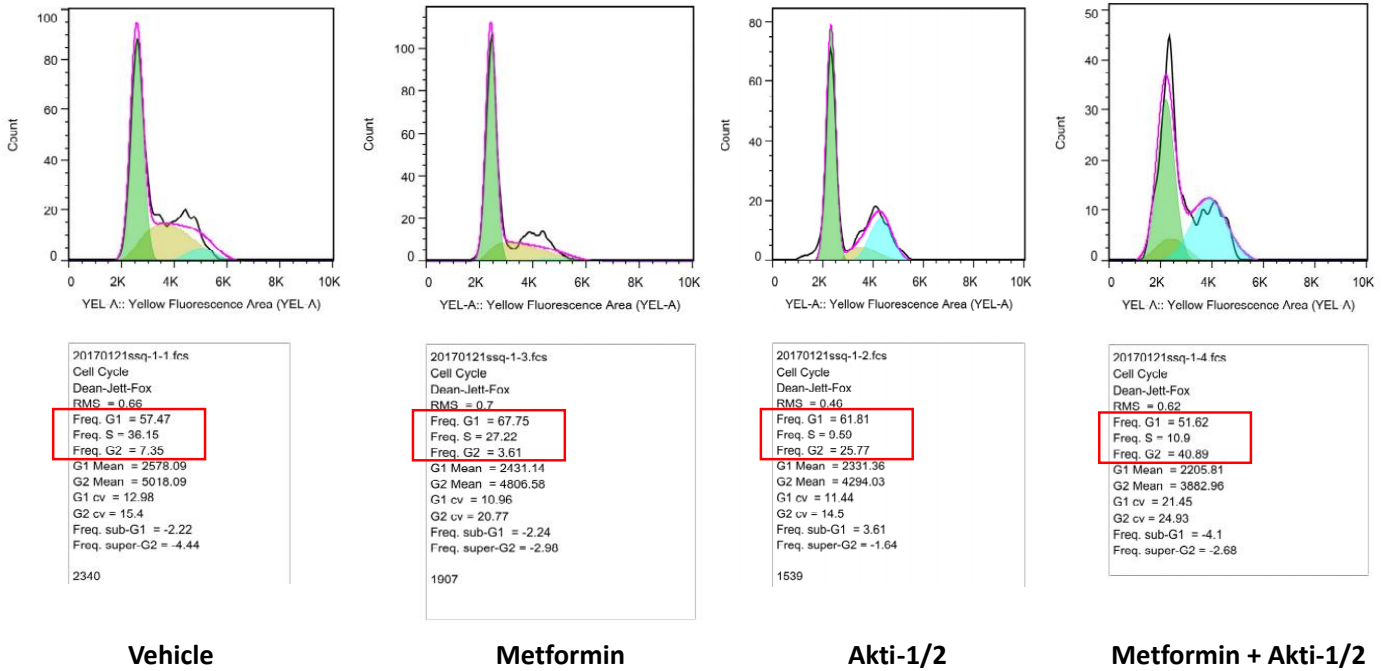 100
80
60
40
20
0
Count
0 2K 4K 6K 8K 10K
YEL-A:: Yellow Fluorescence Area (YEL-A)
100
80
60
40
20
0
Count
0 2K 4K 6K 8K 10K
YEL-A:: Yellow Fluorescence Area (YEL-A)
80
60
40
20
0
Count
0 2K 4K 6K 8K 10K
YEL-A:: Yellow Fluorescence Area (YEL-A)
50
40
30
20
10
0
Count
0 2K 4K 6K 8K 10K
YEL-A:: Yellow Fluorescence Area (YEL-A)
20170121ssq-1-1.fcs
Cell Cycle
Dean-Jett-Fox
RMS = 0.66
Freq. G1 = 57.47
Freq. S = 36.15
Freq. G2 = 7.35
G1 Mean = 2578.09
G2 Mean = 5018.09
G1 cv = 12.98
G2 cv = 15.4
Freq. sub-G1 = -2.22
Freq. super-G2 = -4.44
2340
20170121ssq-1-3.fcs
Cell Cycle
Dean-Jett-Fox
RMS = 0.7
Freq. G1 = 67.75
Freq. S = 27.22
Freq. G2 = 3.61
G1 Mean = 2431.14
G2 Mean = 4806.58
G1 cv = 10.96
G2 cv = 20.77
Freq. sub-G1 = -2.24
Freq. super-G2 = -2.98
1907
20170121ssq-1-2.fcs
Cell Cycle
Dean-Jett-Fox
RMS = 0.46
Freq. G1 = 61.81
Freq. S = 9.59
Freq. G2 = 25.77
G1 Mean = 2331.36
G2 Mean = 4294.03
G1 cv = 11.44
G2 cv = 14.5
Freq. sub-G1 = 3.61
Freq. super-G2 = -1.64
1539
20170121ssq-1-4.fcs
Cell Cycle
Dean-Jett-Fox
RMS = 0.62
Freq. G1 = 51.62
Freq. S = 10.9
Freq. G2 = 40.89
G1 Mean = 2205.81
G2 Mean = 3882.96
G1 cv = 21.45
G2 cv = 24.93
Freq. sub-G1 = -4.1
Freq. super-G2 = -2.68
Vehicle
Metformin
Akti-1/2
Metformin + Akti-1/2